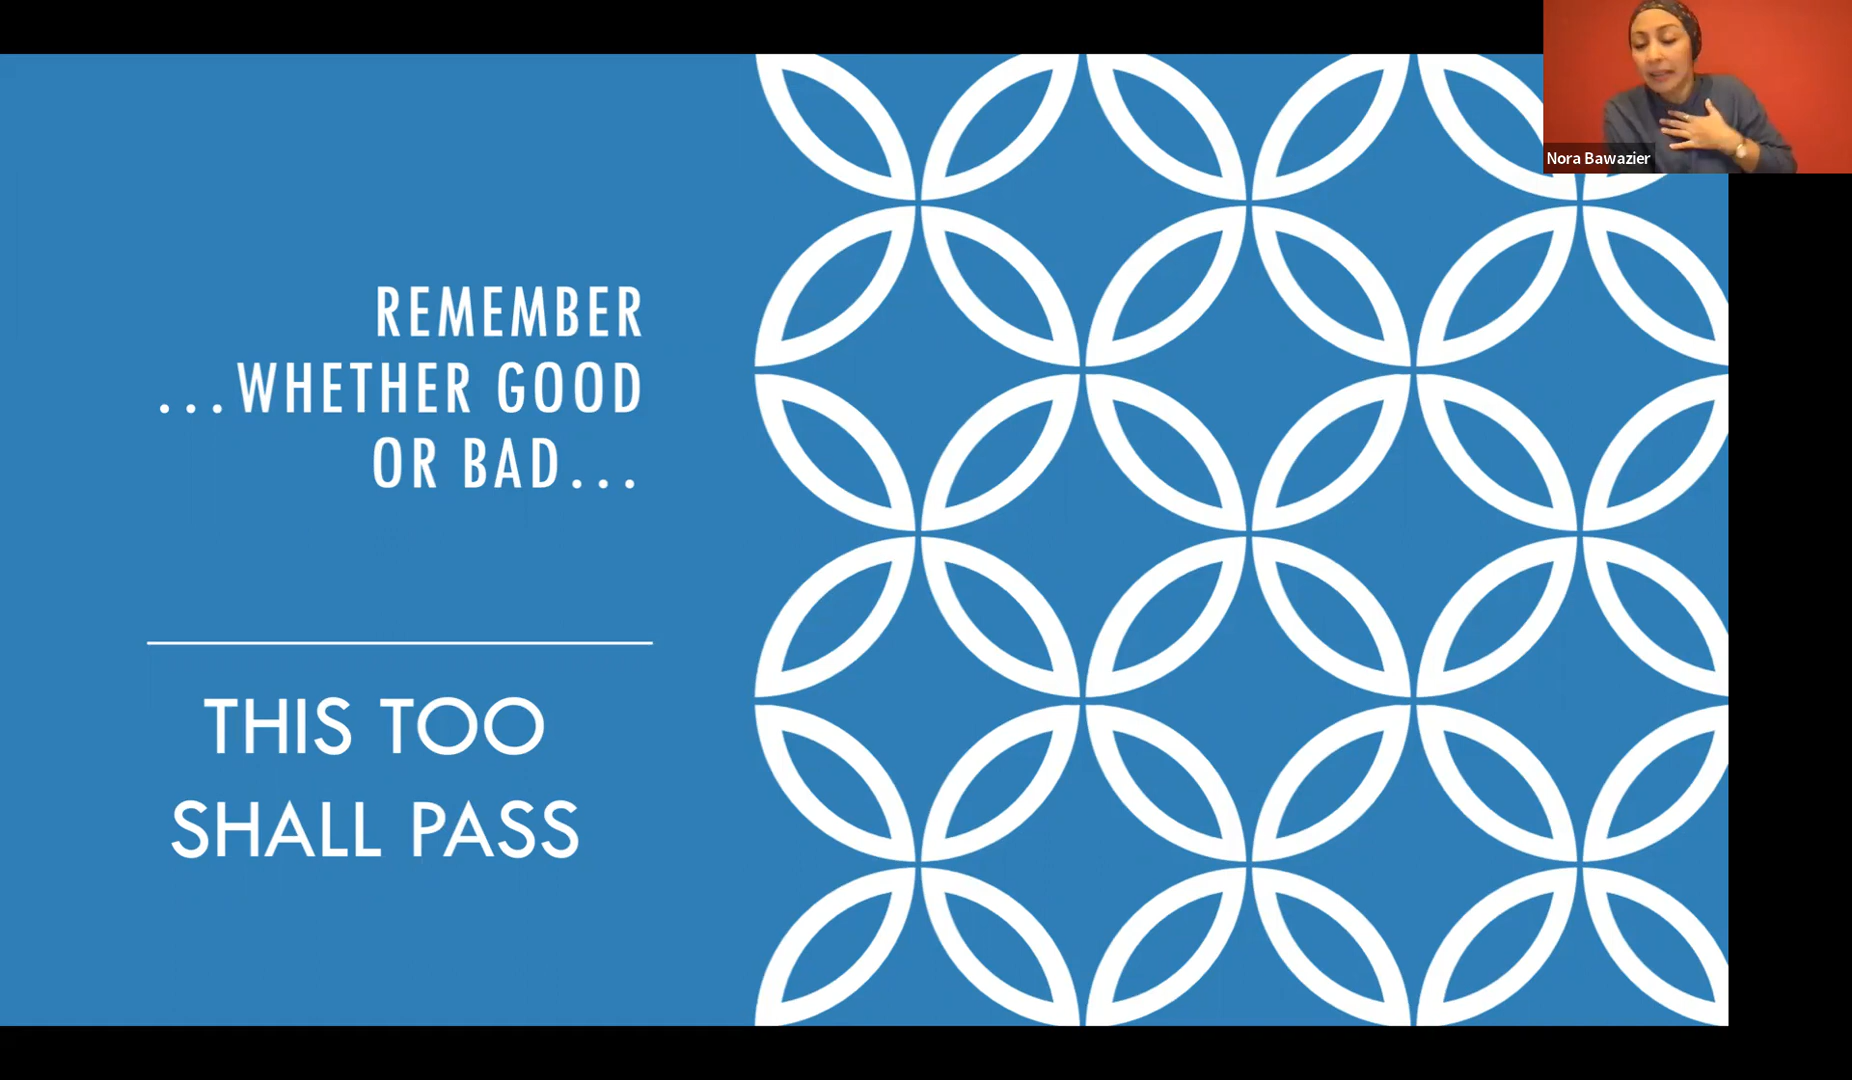 REMEMBER
...WHETHER GOOD
OR BAD...
THIS TOO
SHALL PASS
Nora Bawazier